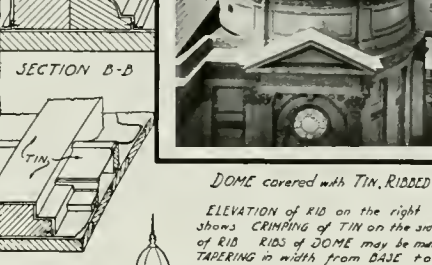 SECTION B-B
TIN
DOME covered with TIN, RIBBED
ELEVATION of RIB on the right
shows CRIMPING of TIN on the
of RIB RIBS of DOME may be
TAPERING in width from BASE to